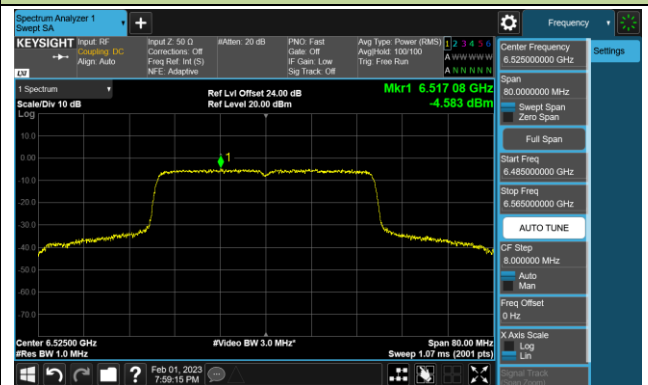 Spectrum Analyzer 1
Swept SA
Frequency
KEYSIGHT
Input: RF
Coupling: DC
Align: Auto
Input Z: 50 Ω
Corrections: Off
Freq Ref: Int (S)
NFE: Adaptive
#Atten: 20 dB
PNO: Fast
Gate: Off
IF Gain: Low
Sig Track: Off
Avg Type: Power (RMS)
Avg|Hold: 100/100
Trig: Free Run
1 2 3 4 5 6
A W W W W W
A N N N N N
LXI
Center Frequency
6.525000000 GHz
Settings
Span
80.0000000 MHz
Swept Span
Zero Span
Full Span
Start Freq
6.485000000 GHz
Stop Freq
6.565000000 GHz
AUTO TUNE
CF Step
8.000000 MHz
Auto
Man
Freq Offset
0 Hz
X Axis Scale
Log
Lin
Signal Track
(Span Zoom)
1 Spectrum
Scale/Div 10 dB
Log
Ref Lvl Offset 24.00 dB
Ref Level 20.00 dBm
Mkr1 6.517 08 GHz
-4.583 dBm
10.0
0.00
-10.0
-20.0
-30.0
-40.0
-50.0
-60.0
-70.0
1
Center 6.52500 GHz
#Res BW 1.0 MHz
#Video BW 3.0 MHz*
Span 80.00 MHz
Sweep 1.07 ms (2001 pts)
Feb 01, 2023
7:59:15 PM